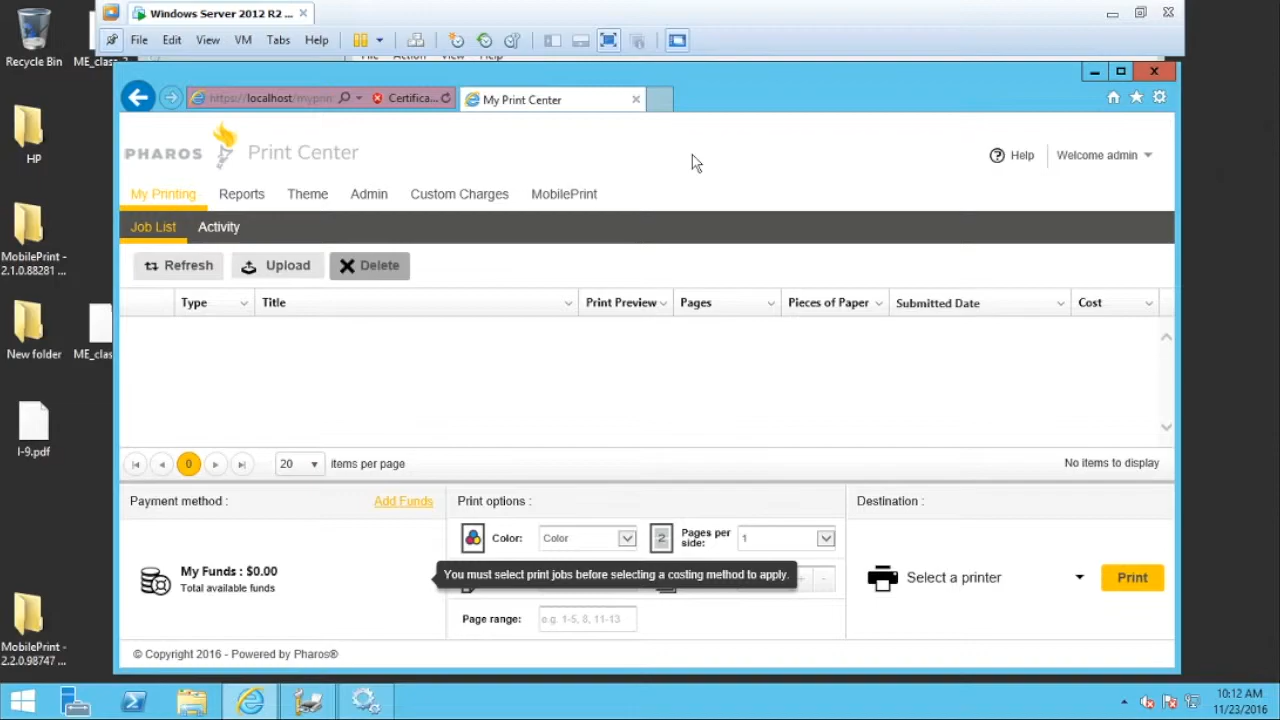 Windows Server 2012 R2 ...
File Edit View VM Tabs Help
Recycle Bin
ME_class_2
https://localhost/myprin
Certifica...
My Print Center
PHAROS Print Center
Help
Welcome admin
HP
My Printing Reports Theme Admin Custom Charges MobilePrint
Job List Activity
MobilePrint -
2.1.0.88281 ...
Refresh Upload Delete
Type Title Print Preview Pages Pieces of Paper Submitted Date Cost
New folder
ME_clas
I-9.pdf
0
20 items per page
No items to display
Payment method :
Add Funds
Print options :
Destination :
Color: Color
2
Pages per
side:
1
My Funds : $0.00
Total available funds
You must select print jobs before selecting a costing method to apply.
Select a printer
Print
Page range: e.g. 1-5, 8, 11-13
MobilePrint -
2.2.0.98747 ...
© Copyright 2016 - Powered by Pharos®
10:12 AM
11/23/2016